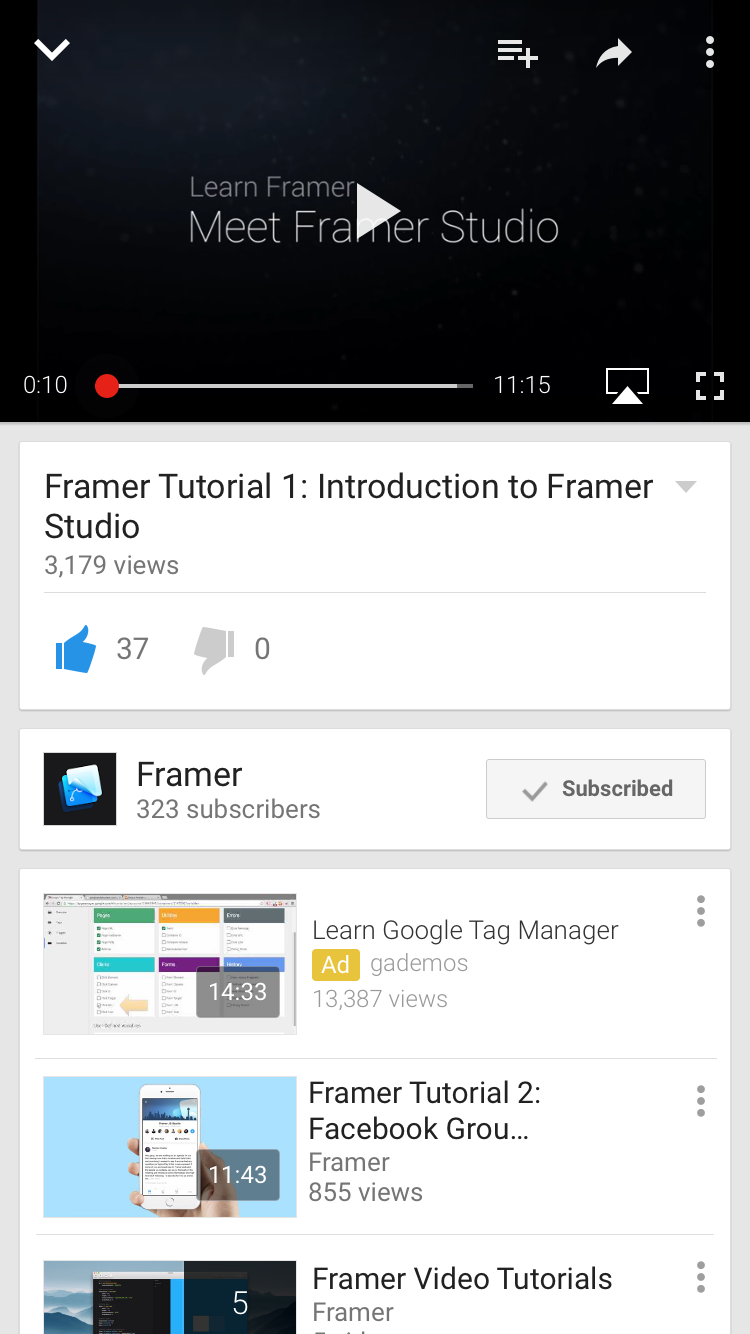 Learn Framer
Meet Framer Studio
0:10
11:15
Framer Tutorial 1: Introduction to Framer
Studio
3,179 views
37
0
Framer
323 subscribers
Subscribed
Pages
Utilities
Errors
Clicks
Forms
History
14:33
Learn Google Tag Manager
Ad gademos
13,387 views
11:43
Framer Tutorial 2:
Facebook Grou...
Framer
855 views
5
Framer Video Tutorials
Framer